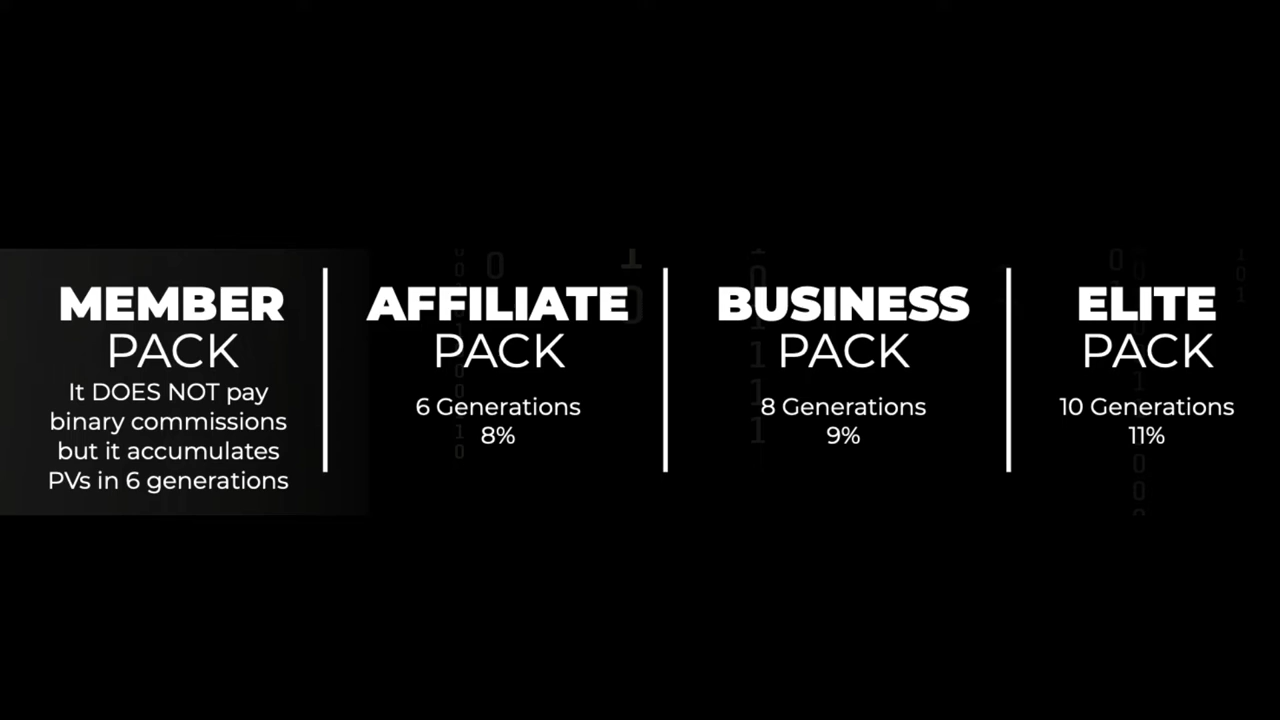 MEMBER
PACK
It DOES NOT pay
binary commissions
but it accumulates
PVs in 6 generations
AFFILIATE
PACK
6 Generations
8%
BUSINESS
PACK
8 Generations
9%
ELITE
PACK
10 Generations
11%